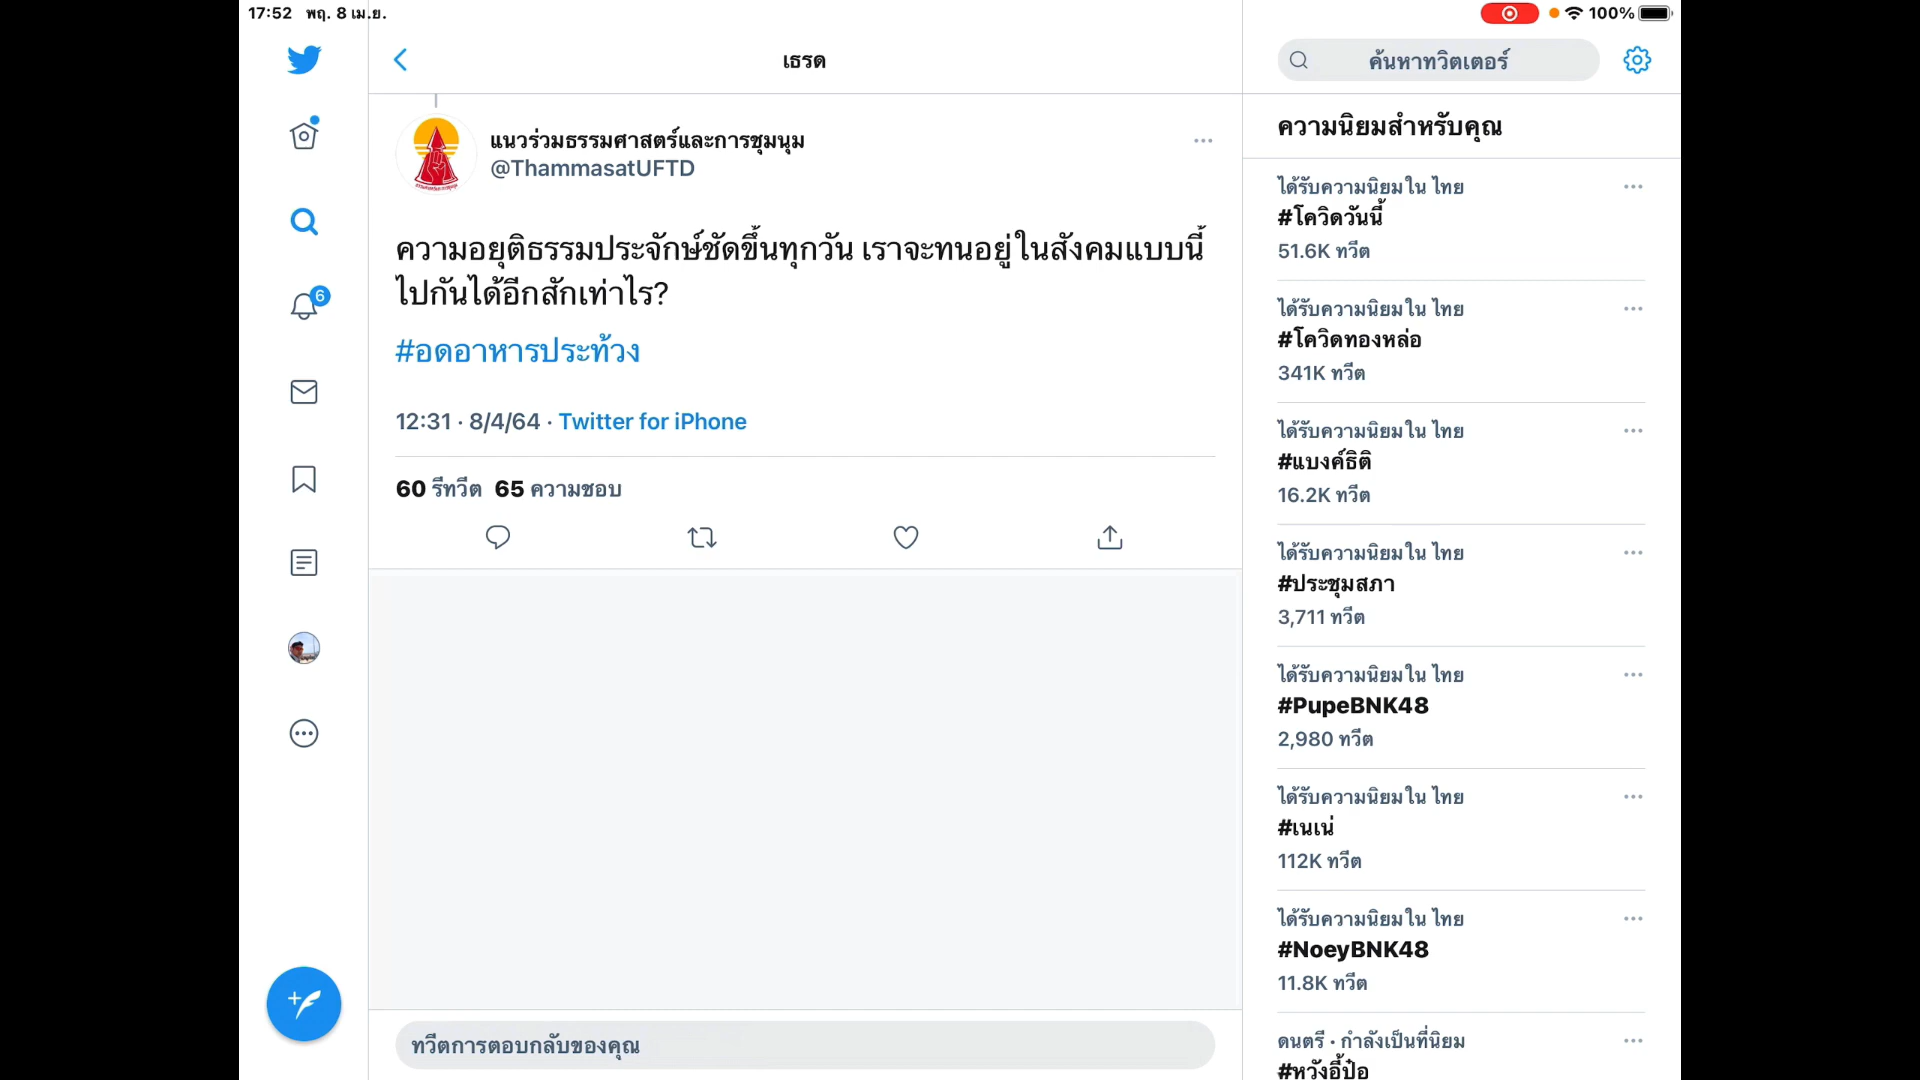 17:52 พฤ. 8 เม.ย.
100%
เธรด
ค้นหาทวิตเตอร์
แนวร่วมธรรมศาสตร์และการชุมนุม
@ThammasatUFTD
ความอยุติธรรมประจักษ์ชัดขึ้นทุกวัน เราจะทนอยู่ในสังคมแบบนี้
ไปกันได้อีกสักเท่าไร?
#อดอาหารประท้วง
12:31 · 8/4/64 · Twitter for iPhone
60 รีทวีต 65 ความชอบ
ทวีตการตอบกลับของคุณ
6
ความนิยมสำหรับคุณ
ได้รับความนิยมใน ไทย
#โควิดวันนี้
51.6K ทวีต
ได้รับความนิยมใน ไทย
#โควิดทองหล่อ
341K ทวีต
ได้รับความนิยมใน ไทย
#แบงค์ธิติ
16.2K ทวีต
ได้รับความนิยมใน ไทย
#ประชุมสภา
3,711 ทวีต
ได้รับความนิยมใน ไทย
#PupeBNK48
2,980 ทวีต
ได้รับความนิยมใน ไทย
#เนเน่
112K ทวีต
ได้รับความนิยมใน ไทย
#NoeyBNK48
11.8K ทวีต
ดนตรี · กำลังเป็นที่นิยม
#หวังอี้ป๋อ